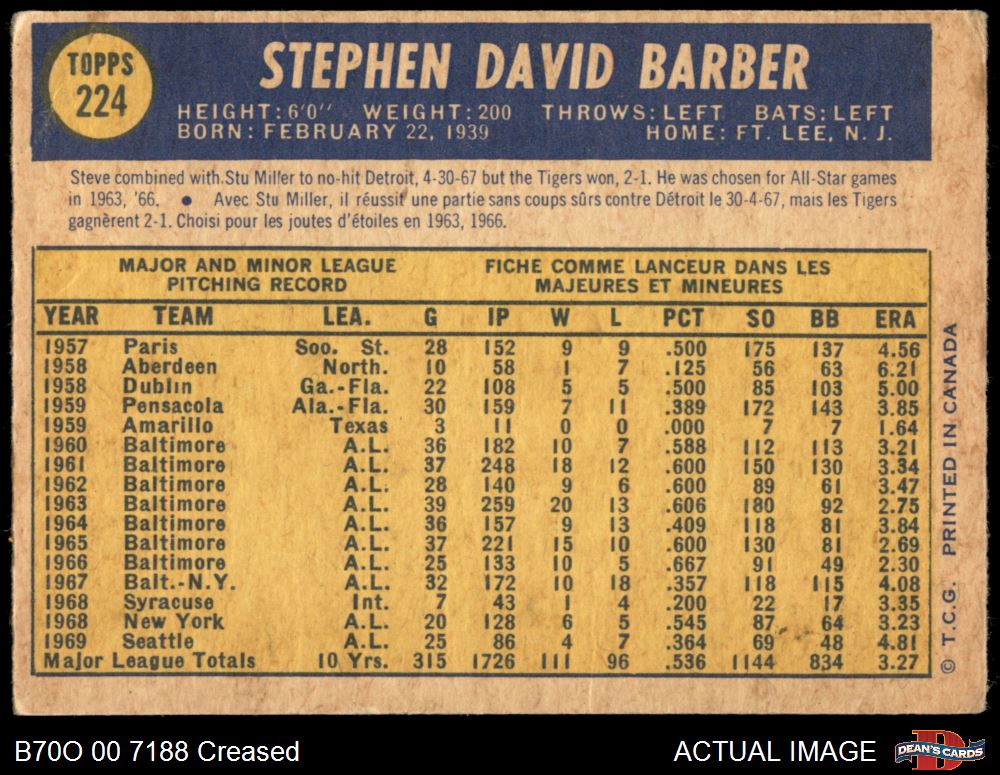 TOPPS
224
STEPHEN DAVID BARBER
HEIGHT: 6'0" WEIGHT: 200 THROWS: LEFT BATS: LEFT
BORN: FEBRUARY 22, 1939 HOME: FT. LEE, N. J.
Steve combined with Stu Miller to no-hit Detroit, 4-30-67 but the Tigers won, 2-1. He was chosen for All-Star games
in 1963, '66. ● Avec Stu Miller, il réussit une partie sans coups sûrs contre Détroit le 30-4-67, mais les Tigers
gagnèrent 2-1. Choisi pour les joutes d'étoiles en 1963, 1966.
MAJOR AND MINOR LEAGUE
PITCHING RECORD
FICHE COMME LANCEUR DANS LES
MAJEURES ET MINEURES
YEAR TEAM LEA. G IP W L PCT SO BB ERA
1957 Paris Soo. St. 28 152 9 9 .500 175 137 4.56
1958 Aberdeen North. 10 58 1 7 .125 56 63 6.21
1958 Dublin Ga.-Fla. 22 108 5 5 .500 85 103 5.00
1959 Pensacola Ala.-Fla. 30 159 7 11 .389 172 143 3.85
1959 Amarillo Texas 3 11 0 0 .000 7 7 1.64
1960 Baltimore A.L. 36 182 10 7 .588 112 113 3.21
1961 Baltimore A.L. 37 248 18 12 .600 150 130 3.34
1962 Baltimore A.L. 28 140 9 6 .600 89 61 3.47
1963 Baltimore A.L. 39 259 20 13 .606 180 92 2.75
1964 Baltimore A.L. 36 157 9 13 .409 118 81 3.84
1965 Baltimore A.L. 37 221 15 10 .600 130 81 2.69
1966 Baltimore A.L. 25 133 10 5 .667 91 49 2.30
1967 Balt.-N.Y. A.L. 32 172 10 18 .357 118 115 4.08
1968 Syracuse Int. 7 43 1 4 .200 22 17 3.35
1968 New York A.L. 20 128 6 5 .545 87 64 3.23
1969 Seattle A.L. 25 86 4 7 .364 69 48 4.81
Major League Totals 10 Yrs. 315 1726 111 96 .536 1144 834 3.27
© T.C.G. PRINTED IN CANADA
B70O 00 7188 Creased
ACTUAL IMAGE
DEAN'S CARDS